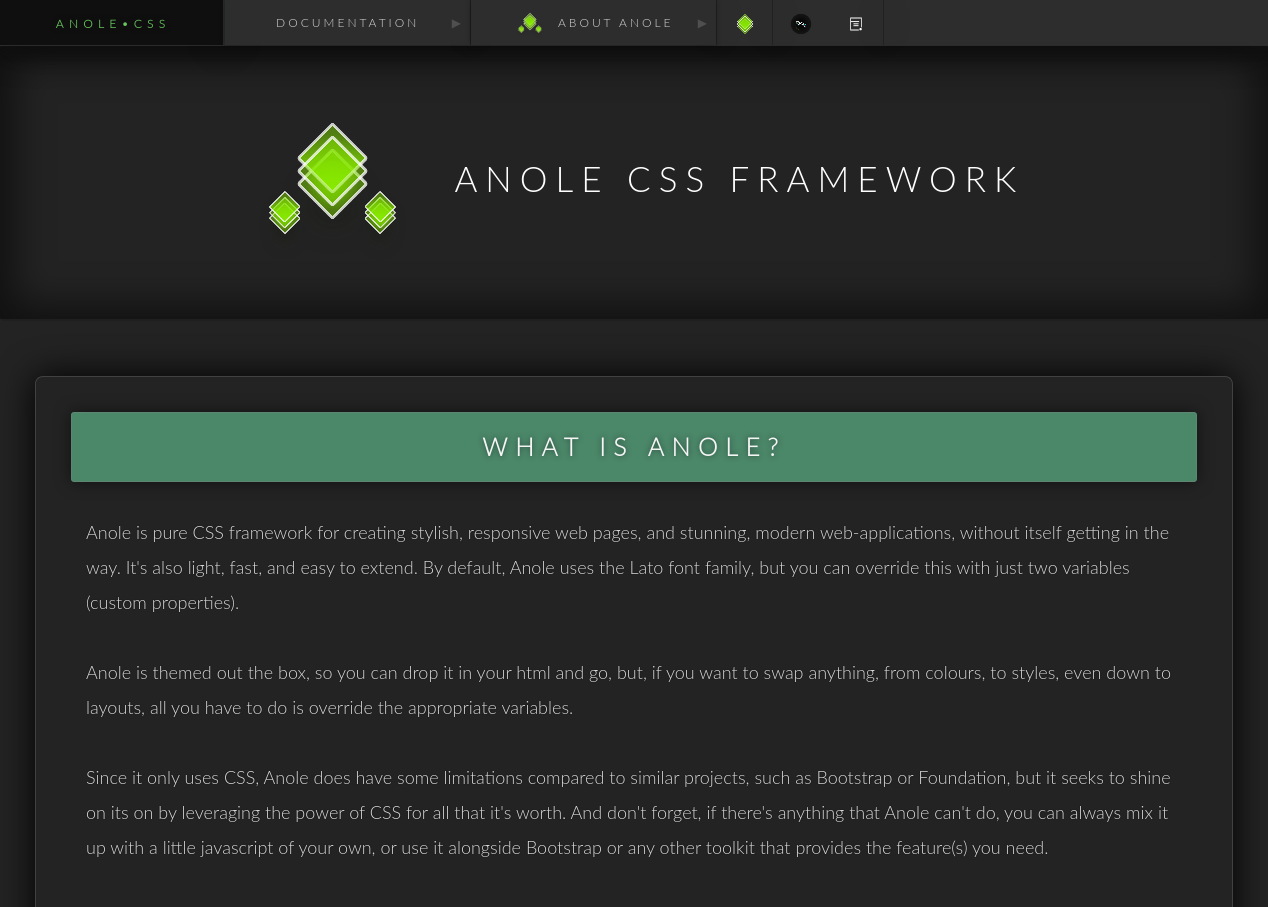 ANOLE•CSS
DOCUMENTATION
ABOUT ANOLE
ANOLE CSS FRAMEWORK
WHAT IS ANOLE?
Anole is pure CSS framework for creating stylish, responsive web pages, and stunning, modern web-applications, without itself getting in the
way. It's also light, fast, and easy to extend. By default, Anole uses the Lato font family, but you can override this with just two variables
(custom properties).
Anole is themed out the box, so you can drop it in your html and go, but, if you want to swap anything, from colours, to styles, even down to
layouts, all you have to do is override the appropriate variables.
Since it only uses CSS, Anole does have some limitations compared to similar projects, such as Bootstrap or Foundation, but it seeks to shine
on its on by leveraging the power of CSS for all that it's worth. And don't forget, if there's anything that Anole can't do, you can always mix it
up with a little javascript of your own, or use it alongside Bootstrap or any other toolkit that provides the feature(s) you need.